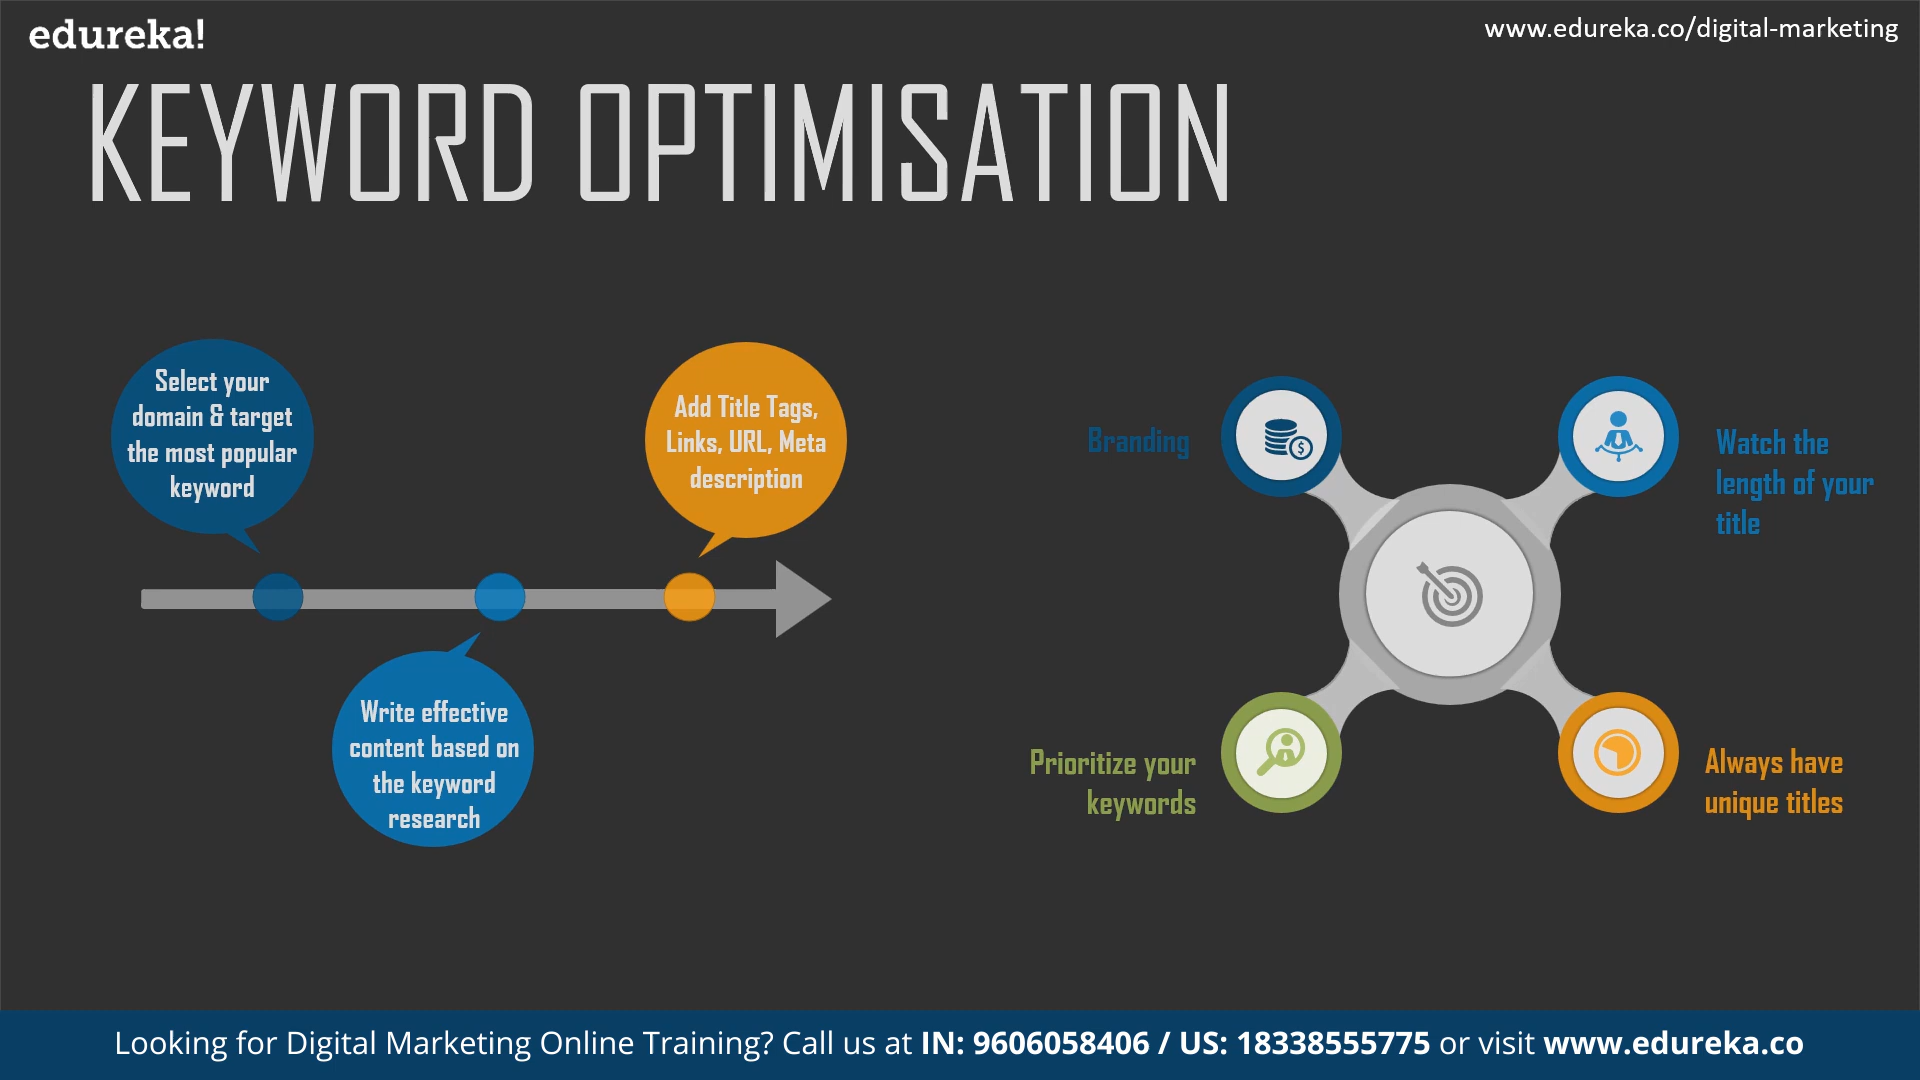 edureka!
www.edureka.co/digital-marketing
KEYWORD OPTIMISATION
Select your
domain & target
the most popular
keyword
Write effective
content based on
the keyword
research
Add Title Tags,
Links, URL, Meta
description
Branding
Watch the
length of your
title
Prioritize your
keywords
Always have
unique titles
Looking for Digital Marketing Online Training? Call us at IN: 9606058406 / US: 18338555775 or visit www.edureka.co